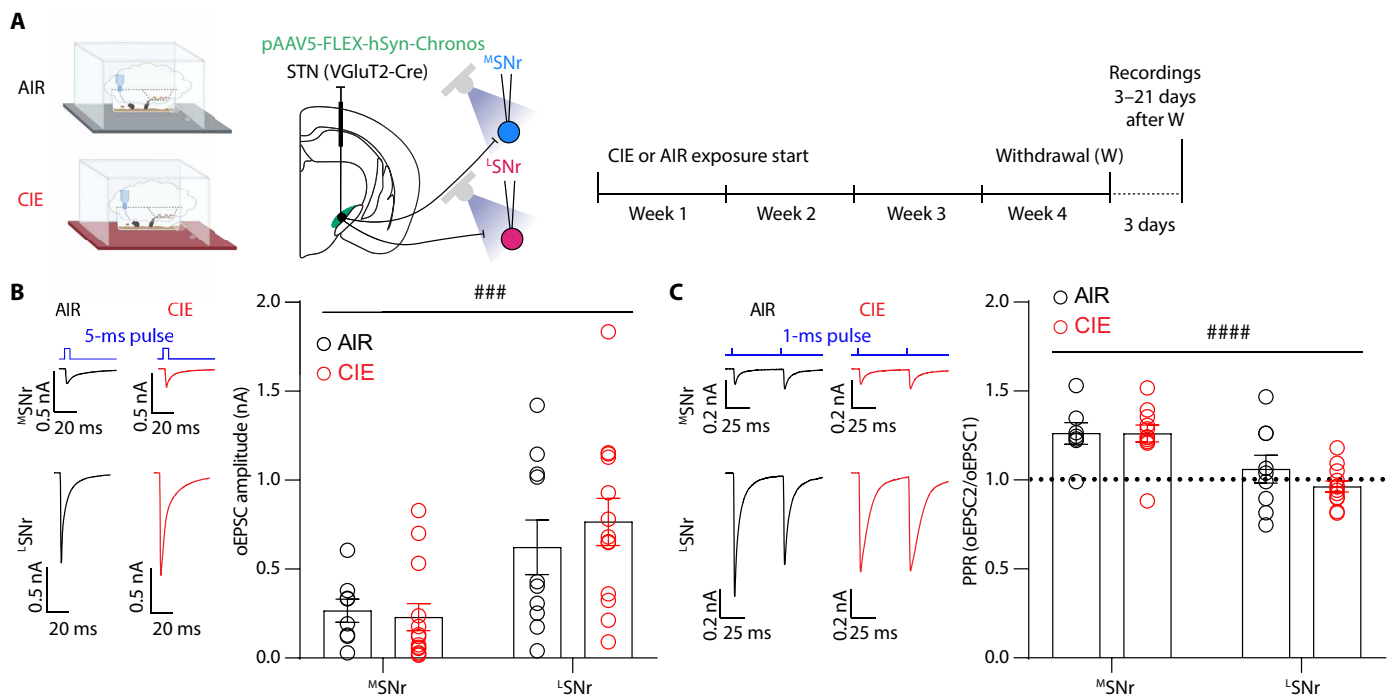 A
AIR
CIE
pAAV5-FLEX-hSyn-Chronos
STN (VGluT2-Cre)
MSNr
LSNr
CIE or AIR exposure start
Withdrawal (W)
Recordings
3–21 days
after W
Week 1
Week 2
Week 3
Week 4
3 days
B
AIR
CIE
5-ms pulse
MSNr
0.5 nA
20 ms
0.5 nA
20 ms
LSNr
0.5 nA
20 ms
0.5 nA
20 ms
oEPSC amplitude (nA)
2.0
1.5
1.0
0.5
0.0
###
AIR
CIE
MSNr
LSNr
C
AIR
CIE
1-ms pulse
MSNr
0.2 nA
25 ms
0.2 nA
25 ms
LSNr
0.2 nA
25 ms
0.2 nA
25 ms
PPR (oEPSC2/oEPSC1)
2.0
1.5
1.0
0.5
0.0
AIR
CIE
####
MSNr
LSNr